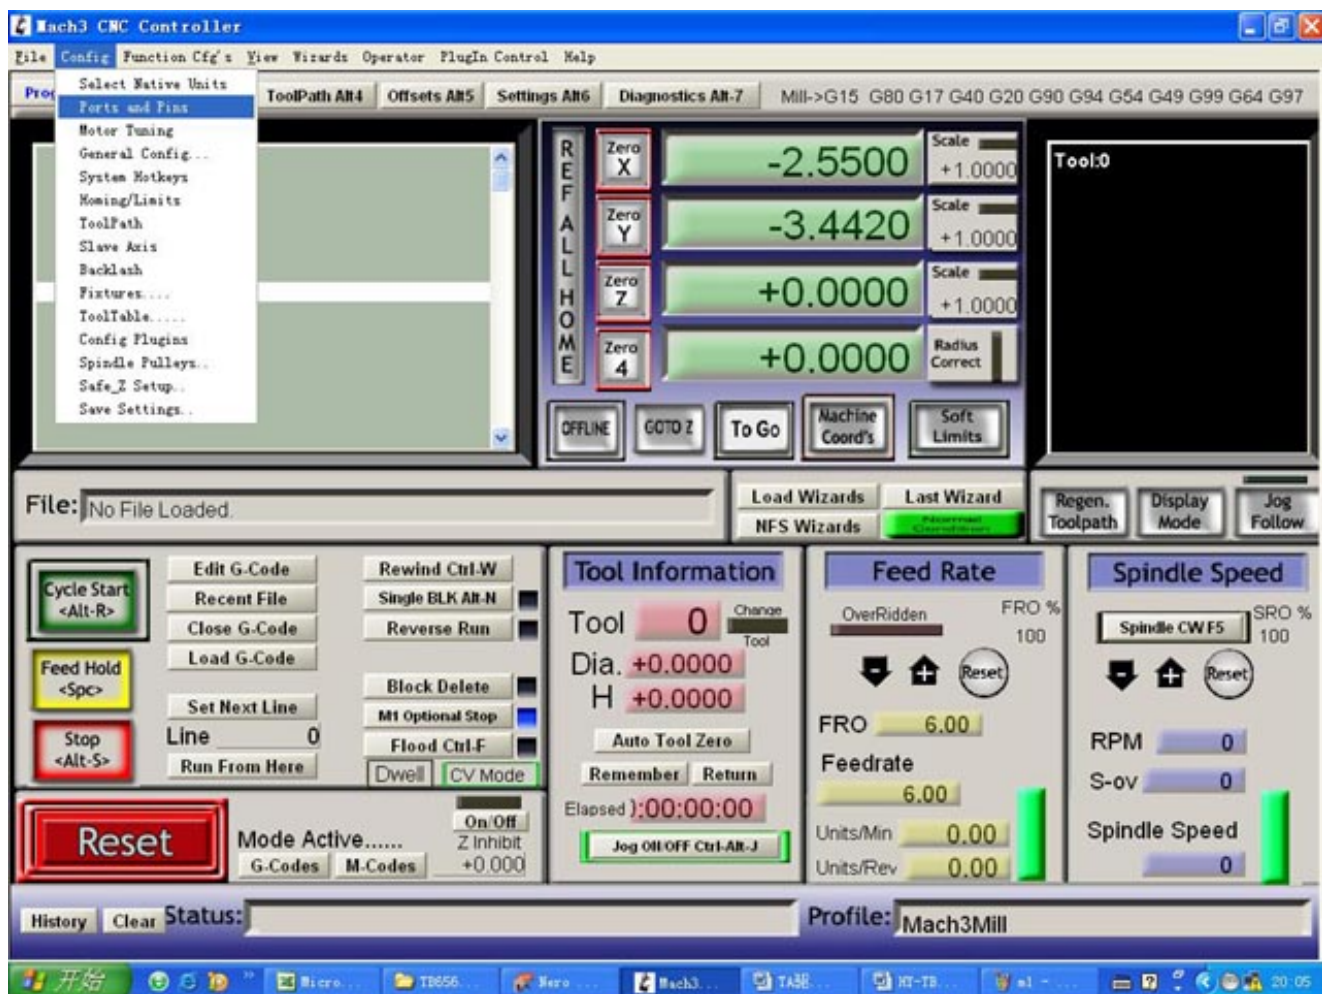 Mach3 CNC Controller
File Config Function Cfg's View Wizards Operator PlugIn Control Help
Select Native Units
Ports and Pins
Motor Tuning
General Config...
System Hotkeys
Homing/Limits
ToolPath
Slave Axis
Backlash
Fixtures....
ToolTable.....
Config Plugins
Spindle Pulleys..
Safe_Z Setup..
Save Settings..
ToolPath Alt4 Offsets Alt5 Settings Alt6 Diagnostics Alt-7 Mill->G15 G80 G17 G40 G20 G90 G94 G54 G49 G99 G64 G97
REF ALL HOME
Zero X -2.5500 Scale +1.0000
Zero Y -3.4420 Scale +1.0000
Zero Z +0.0000 Scale +1.0000
Zero 4 +0.0000 Radius Correct
OFFLINE GOTO Z To Go Machine Coord's Soft Limits
Tool:0
File: No File Loaded.
Load Wizards Last Wizard
NFS Wizards Normal Condition
Regen. Toolpath Display Mode Jog Follow
Cycle Start <Alt-R>
Feed Hold <Spc>
Stop <Alt-S>
Edit G-Code
Recent File
Close G-Code
Load G-Code
Set Next Line
Line 0
Run From Here
Rewind Ctrl-W
Single BLK Alt-N
Reverse Run
Block Delete
M1 Optional Stop
Flood Ctrl-F
Dwell CV Mode
Reset
Mode Active......
G-Codes M-Codes
On/Off
Z Inhibit
+0.000
Tool Information
Tool 0 Change Tool
Dia. +0.0000
H +0.0000
Auto Tool Zero
Remember Return
Elapsed ):00:00:00
Jog ON/OFF Ctrl-Alt-J
Feed Rate
OverRidden FRO % 100
Reset
FRO 6.00
Feedrate
6.00
Units/Min 0.00
Units/Rev 0.00
Spindle Speed
Spindle CW F5 SRO % 100
Reset
RPM 0
S-ov 0
Spindle Speed
0
History Clear Status:
Profile: Mach3Mill
开始 Micro... TB656... Nero ... Mach3... HY-TB... 20:05